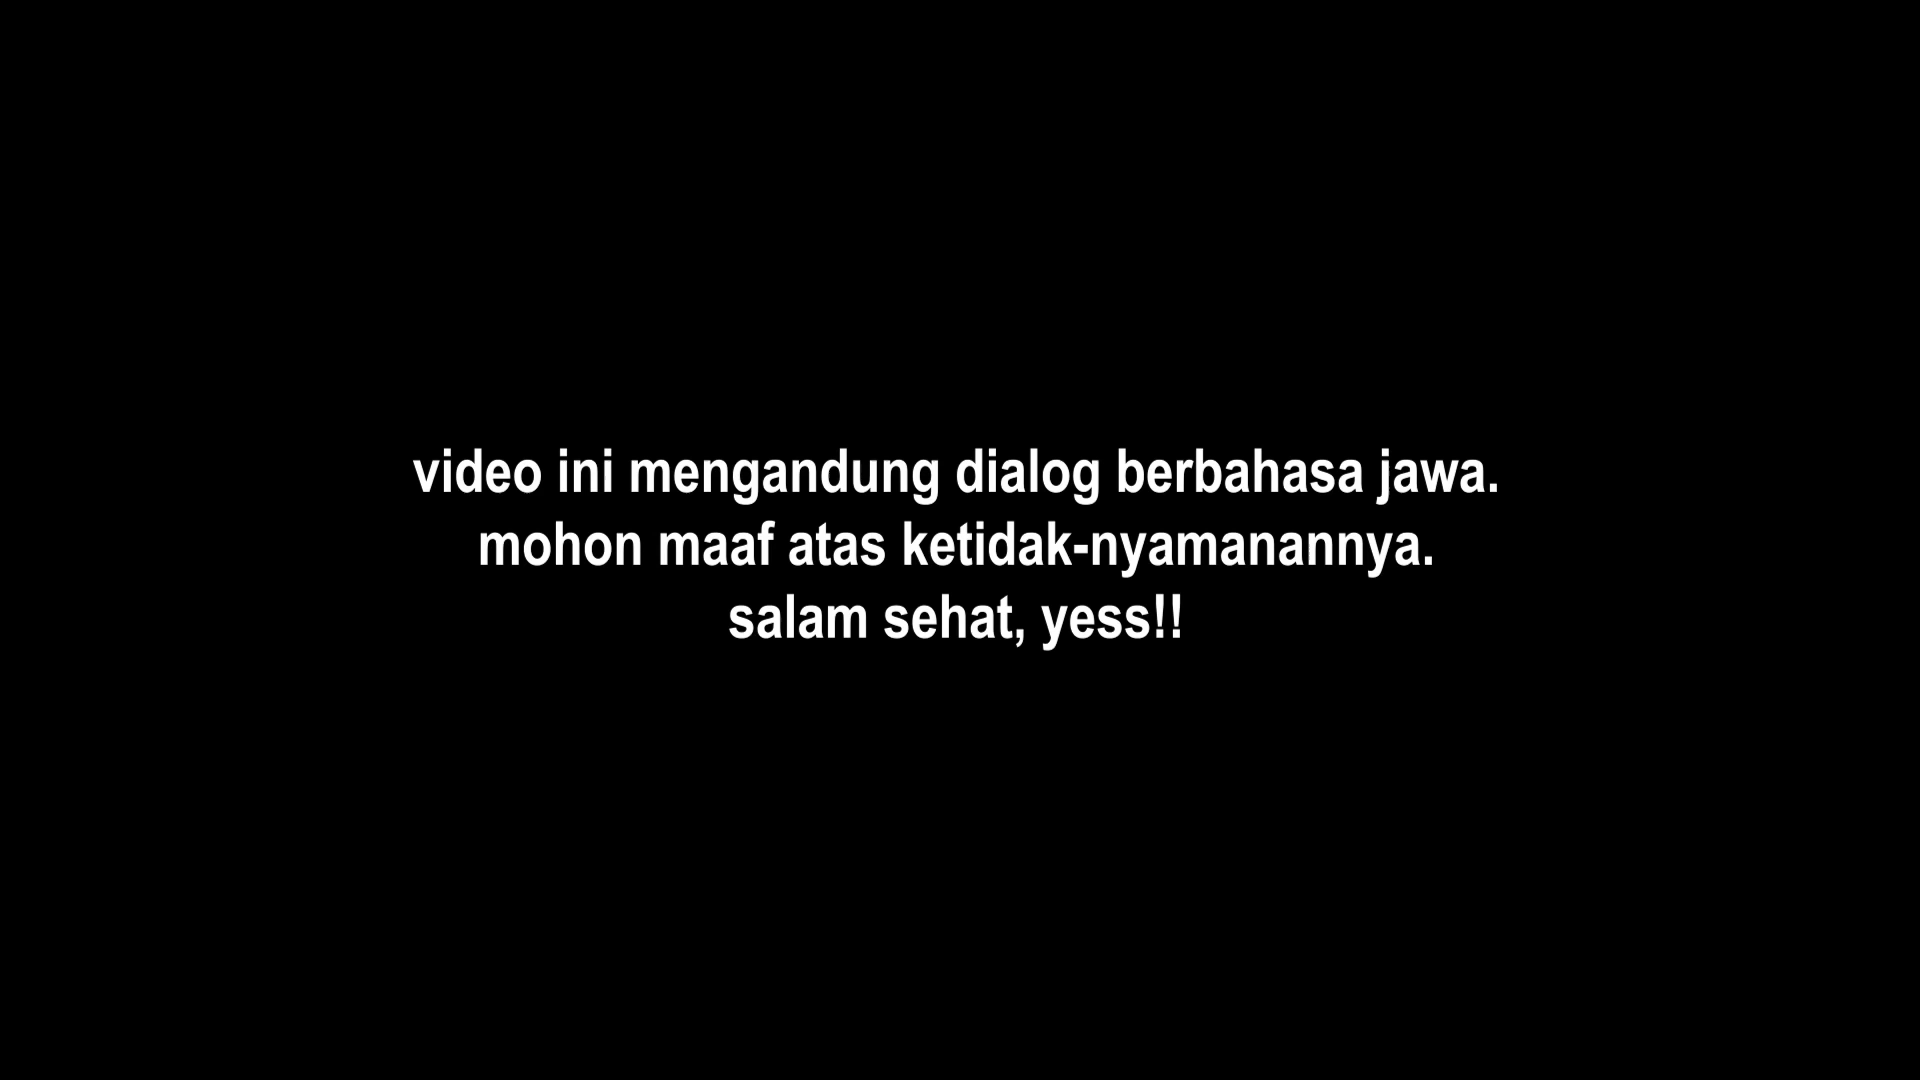 video ini mengandung dialog berbahasa jawa.
mohon maaf atas ketidak-nyamanannya.
salam sehat, yess!!